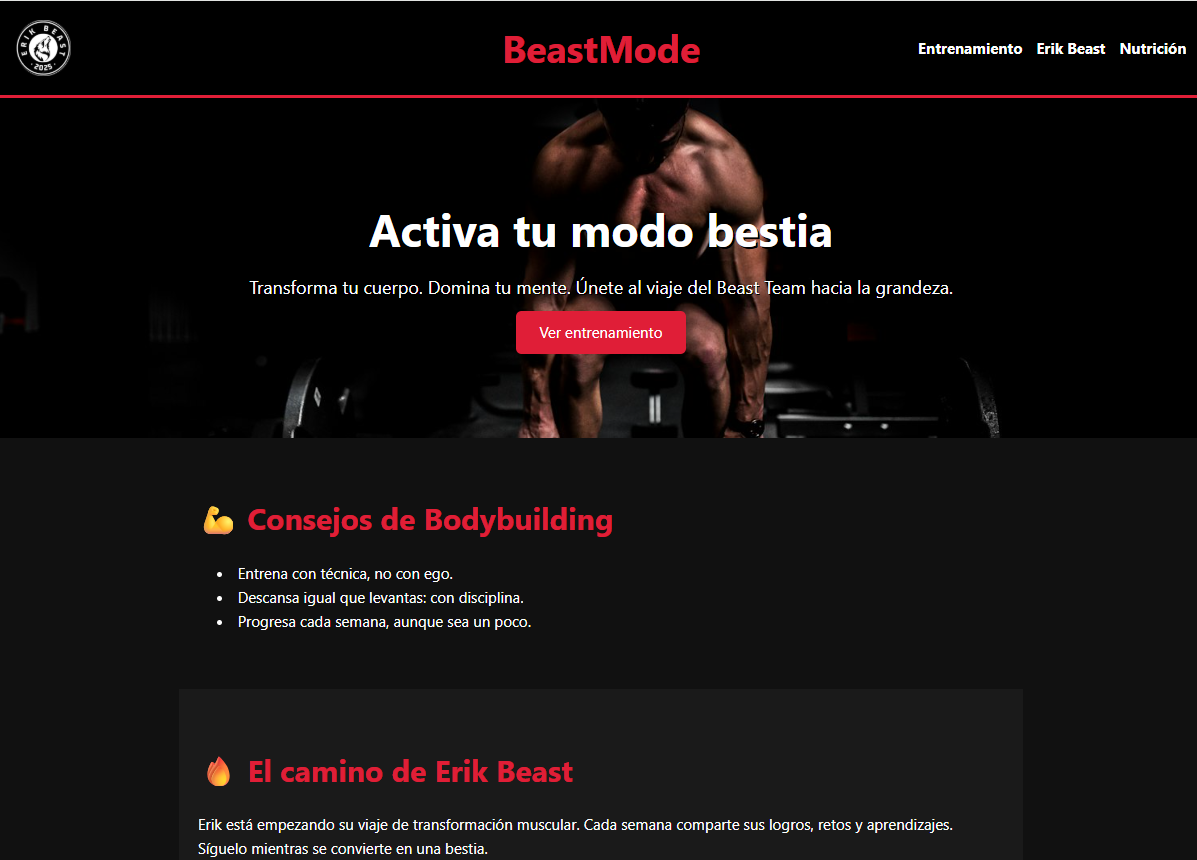 ERIK BEAST
2025
BeastMode
Entrenamiento Erik Beast Nutrición
Activa tu modo bestia
Transforma tu cuerpo. Domina tu mente. Únete al viaje del Beast Team hacia la grandeza.
Ver entrenamiento
💪 Consejos de Bodybuilding
• Entrena con técnica, no con ego.
• Descansa igual que levantas: con disciplina.
• Progresa cada semana, aunque sea un poco.
🔥 El camino de Erik Beast
Erik está empezando su viaje de transformación muscular. Cada semana comparte sus logros, retos y aprendizajes.
Síguelo mientras se convierte en una bestia.